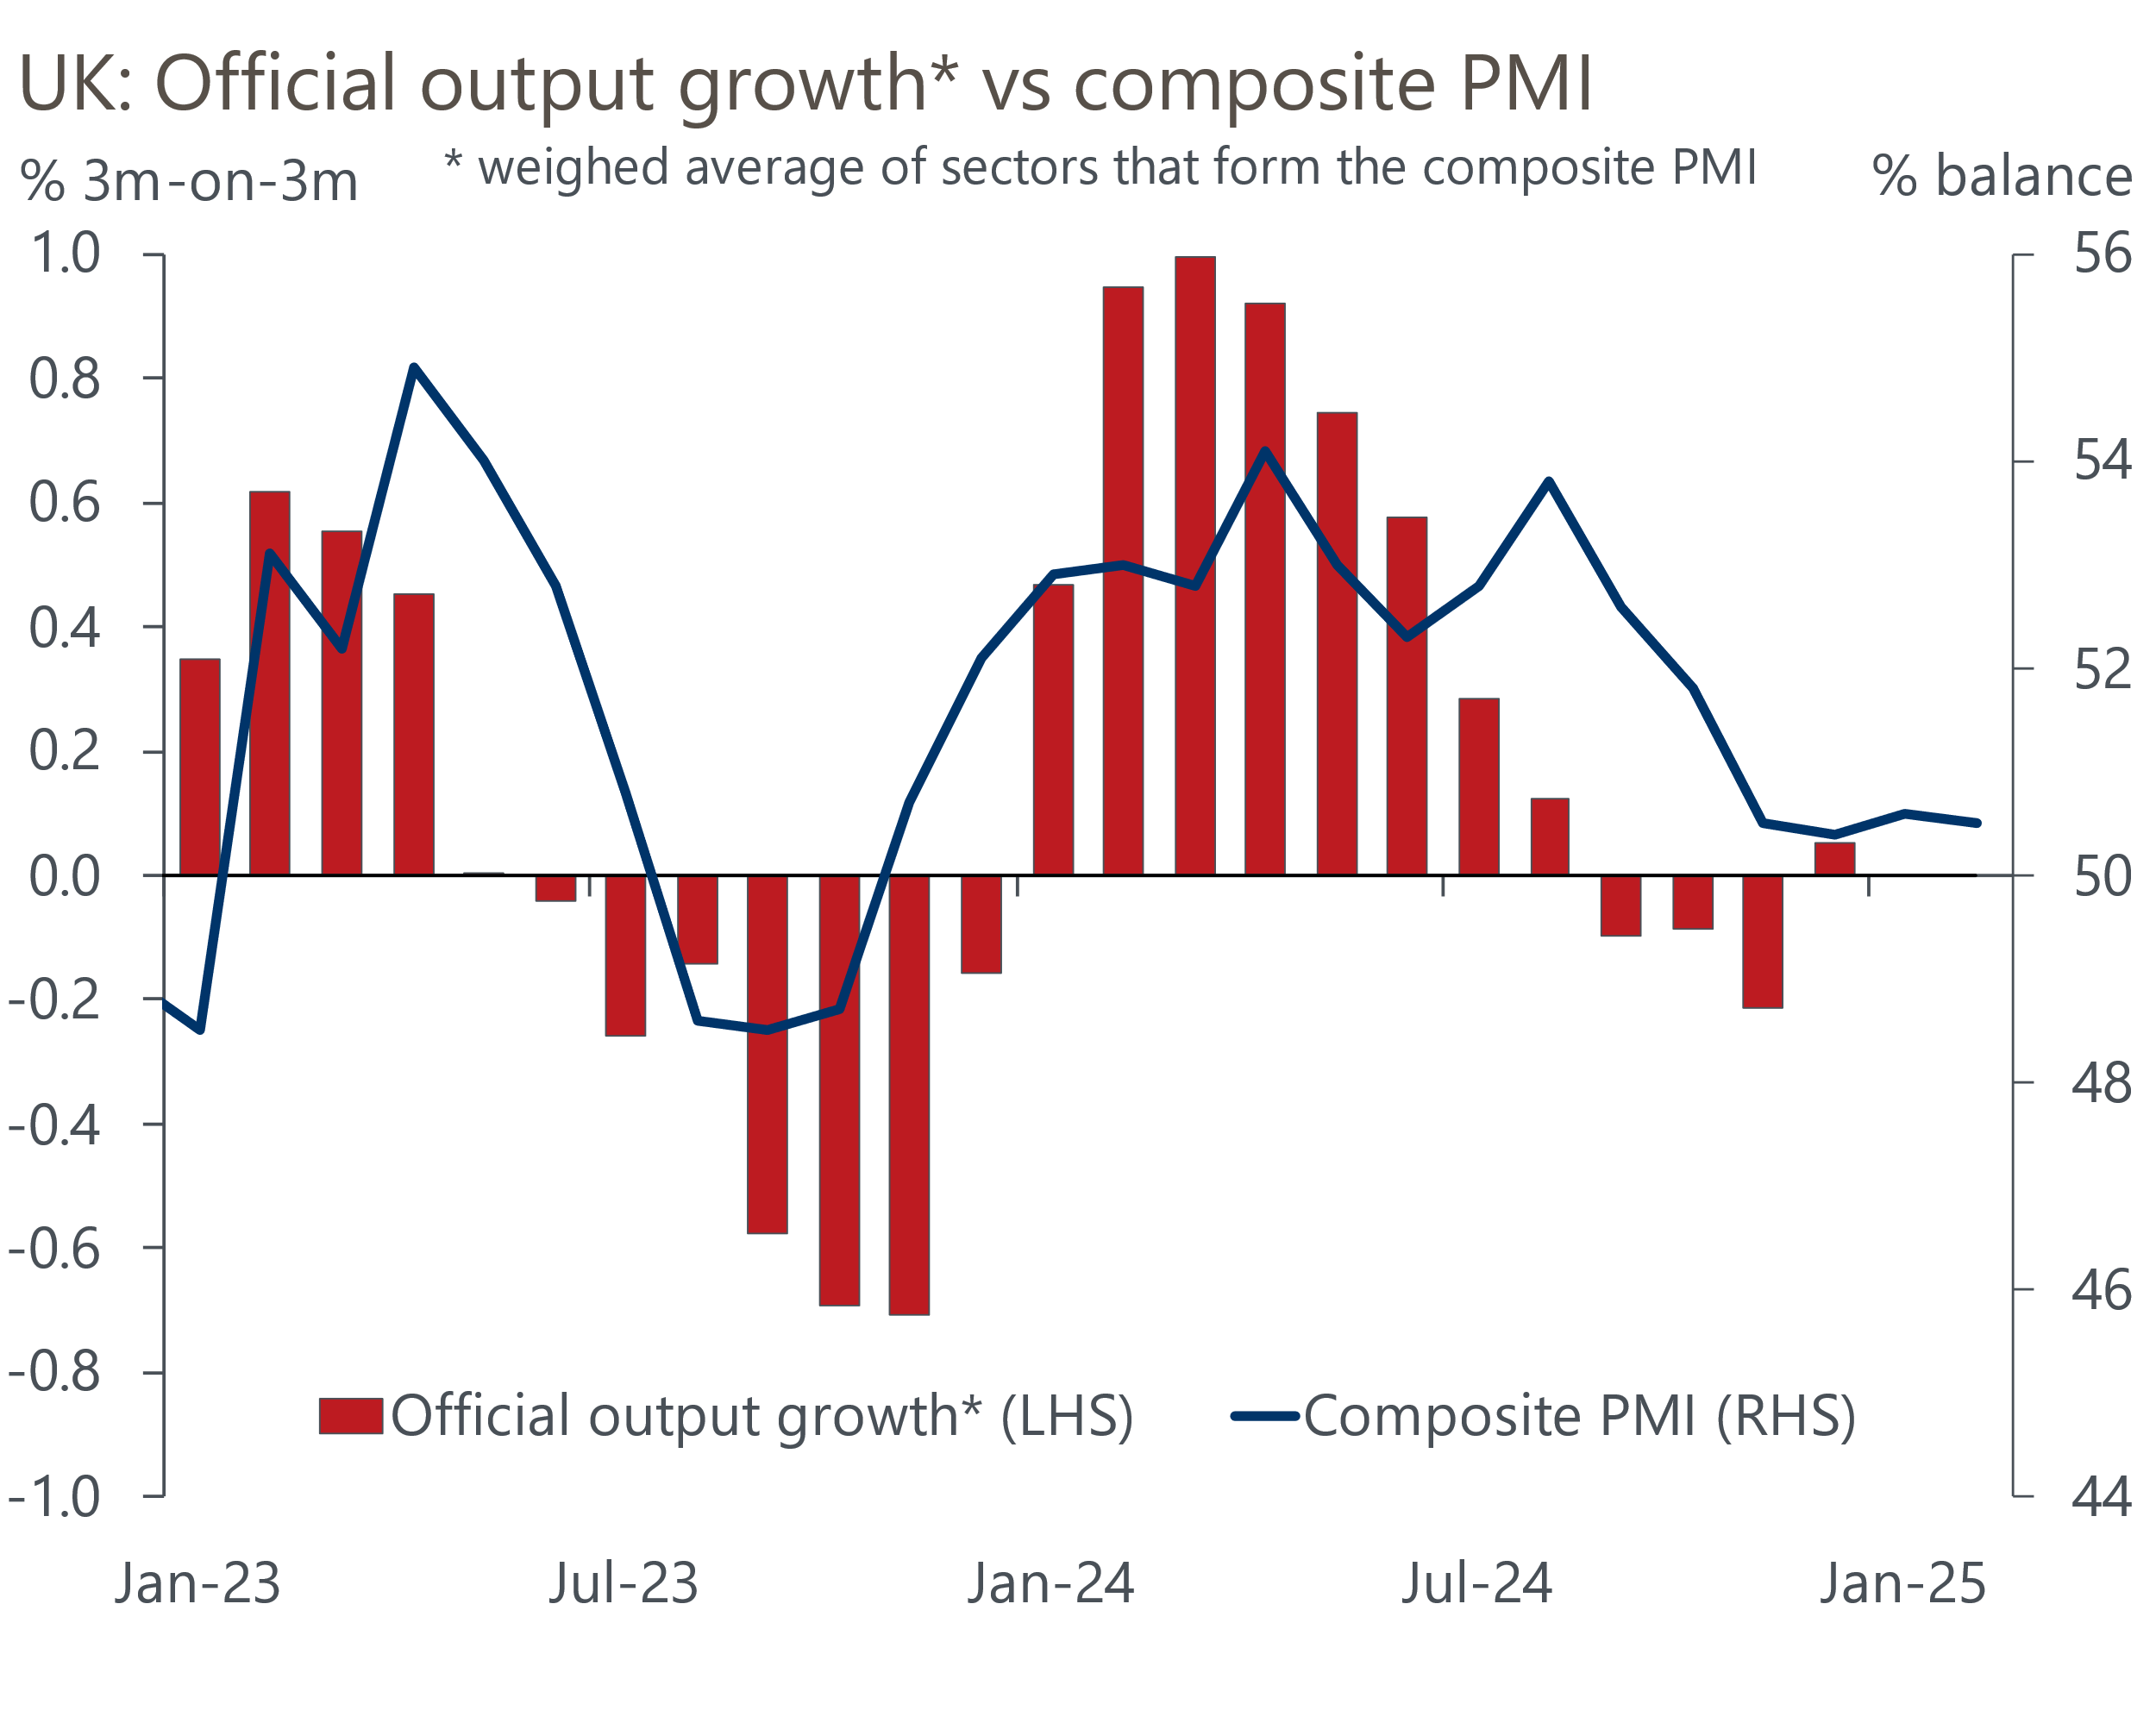 UK: Official output growth* vs composite PMI
* weighed average of sectors that form the composite PMI
% 3m-on-3m
% balance
1.0
0.8
0.6
0.4
0.2
0.0
-0.2
-0.4
-0.6
-0.8
-1.0
56
54
52
50
48
46
44
Official output growth* (LHS)
Composite PMI (RHS)
Jan-23
Jul-23
Jan-24
Jul-24
Jan-25